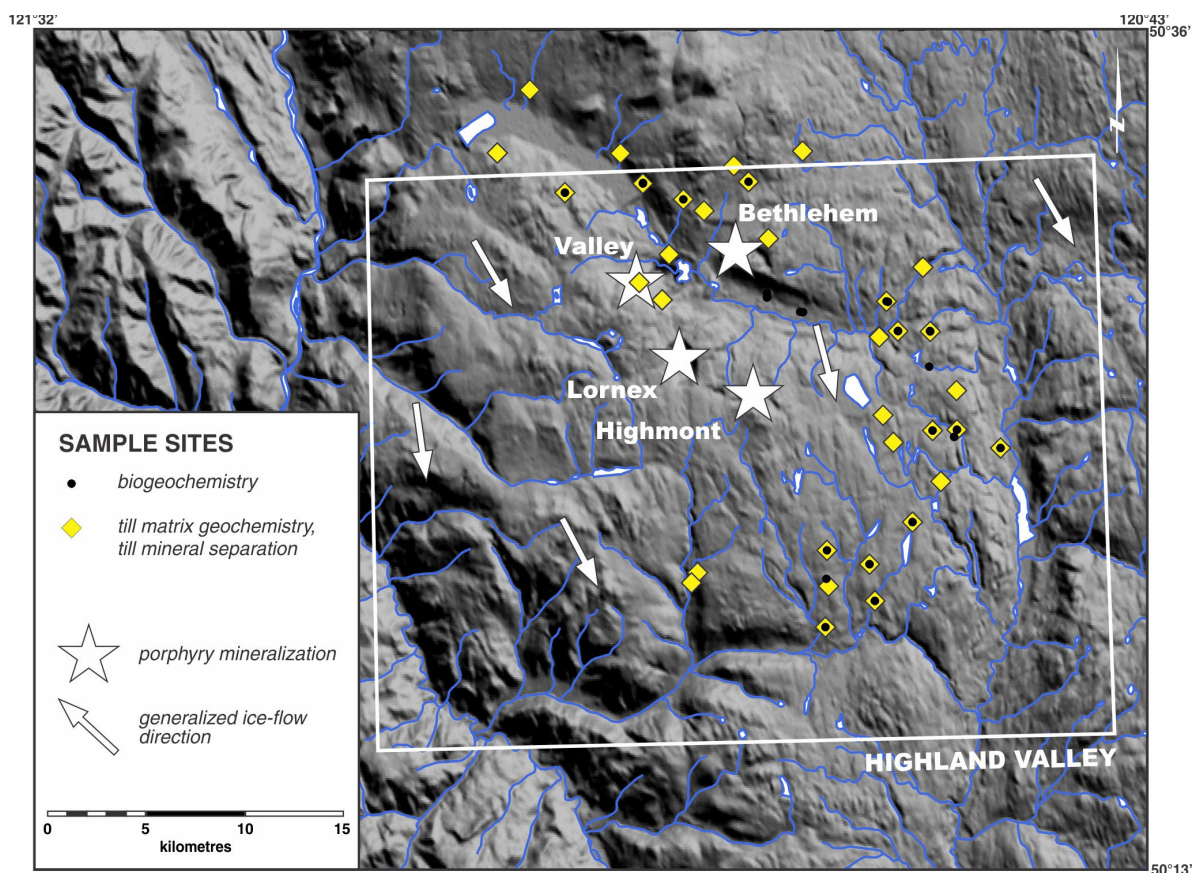 121°32'
120°43'
50°36'
Bethlehem
Valley
Lornex
Highmont
SAMPLE SITES
biogeochemistry
till matrix geochemistry,
till mineral separation
porphyry mineralization
generalized ice-flow
direction
HIGHLAND VALLEY
0 5 10 15
kilometres
50°13'